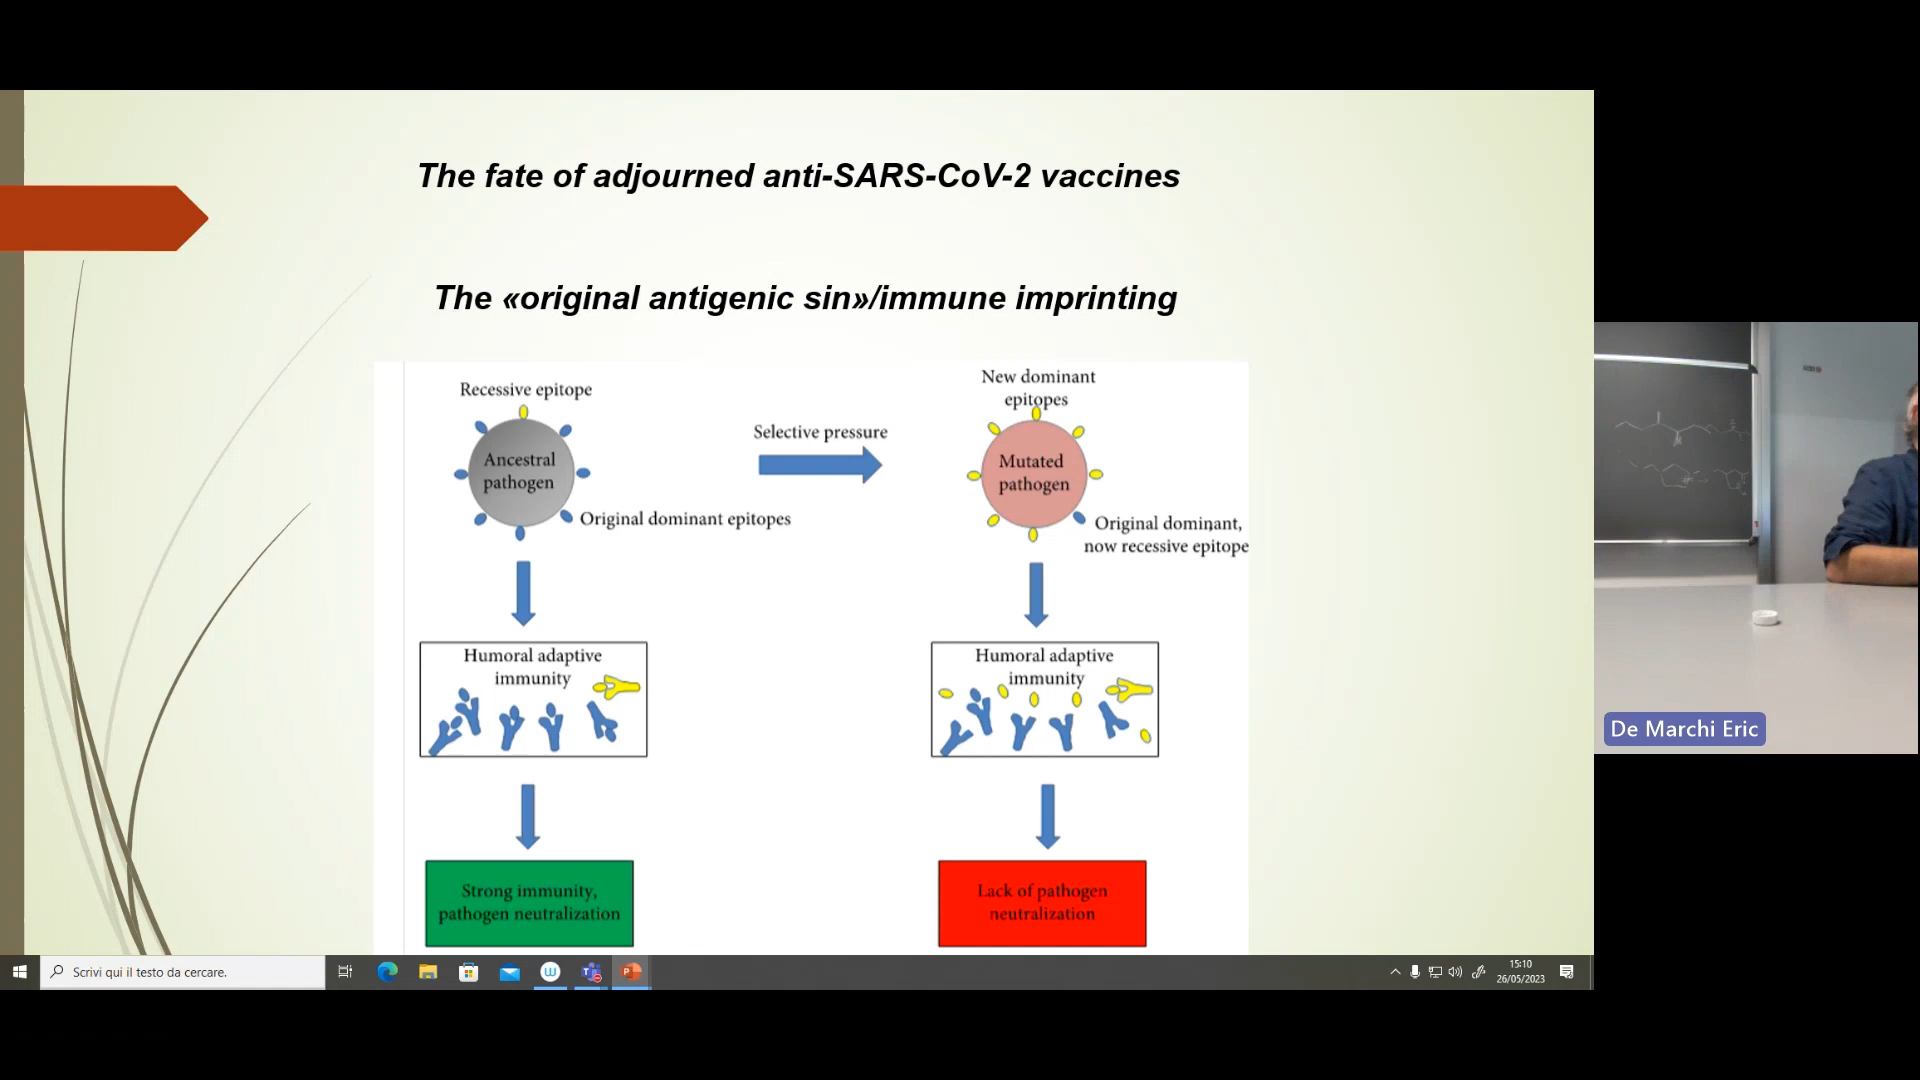 The fate of adjourned anti-SARS-CoV-2 vaccines
The «original antigenic sin»/immune imprinting
Recessive epitope
Ancestral
pathogen
Original dominant epitopes
Selective pressure
New dominant
epitopes
Mutated
pathogen
Original dominant,
now recessive epitope
Humoral adaptive
immunity
Humoral adaptive
immunity
Strong immunity,
pathogen neutralization
Lack of pathogen
neutralization
De Marchi Eric
Scrivi qui il testo da cercare.
15:10
26/05/2023